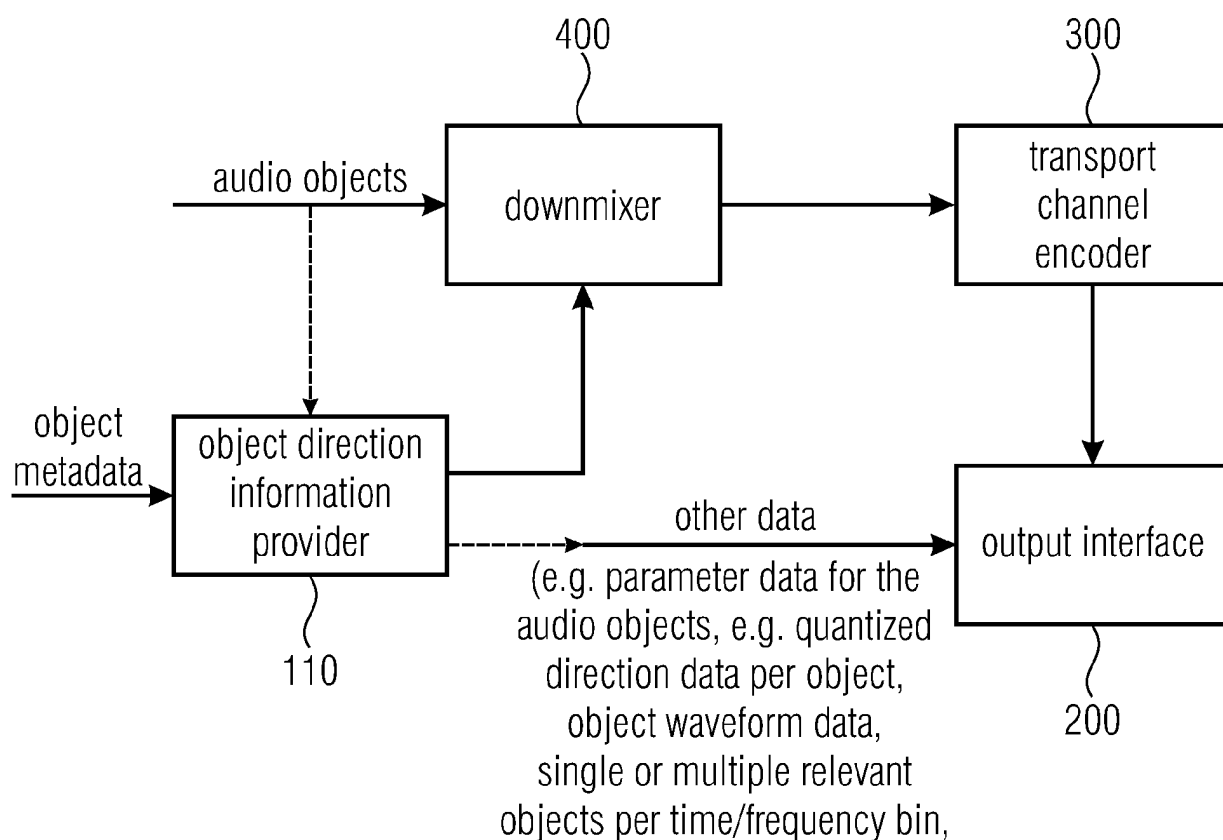 400
300
audio objects
downmixer
transport
channel
encoder
object
metadata
object direction
information
provider
other data
output interface
(e.g. parameter data for the
audio objects, e.g. quantized
direction data per object,
object waveform data,
single or multiple relevant
objects per time/frequency bin,
110
200